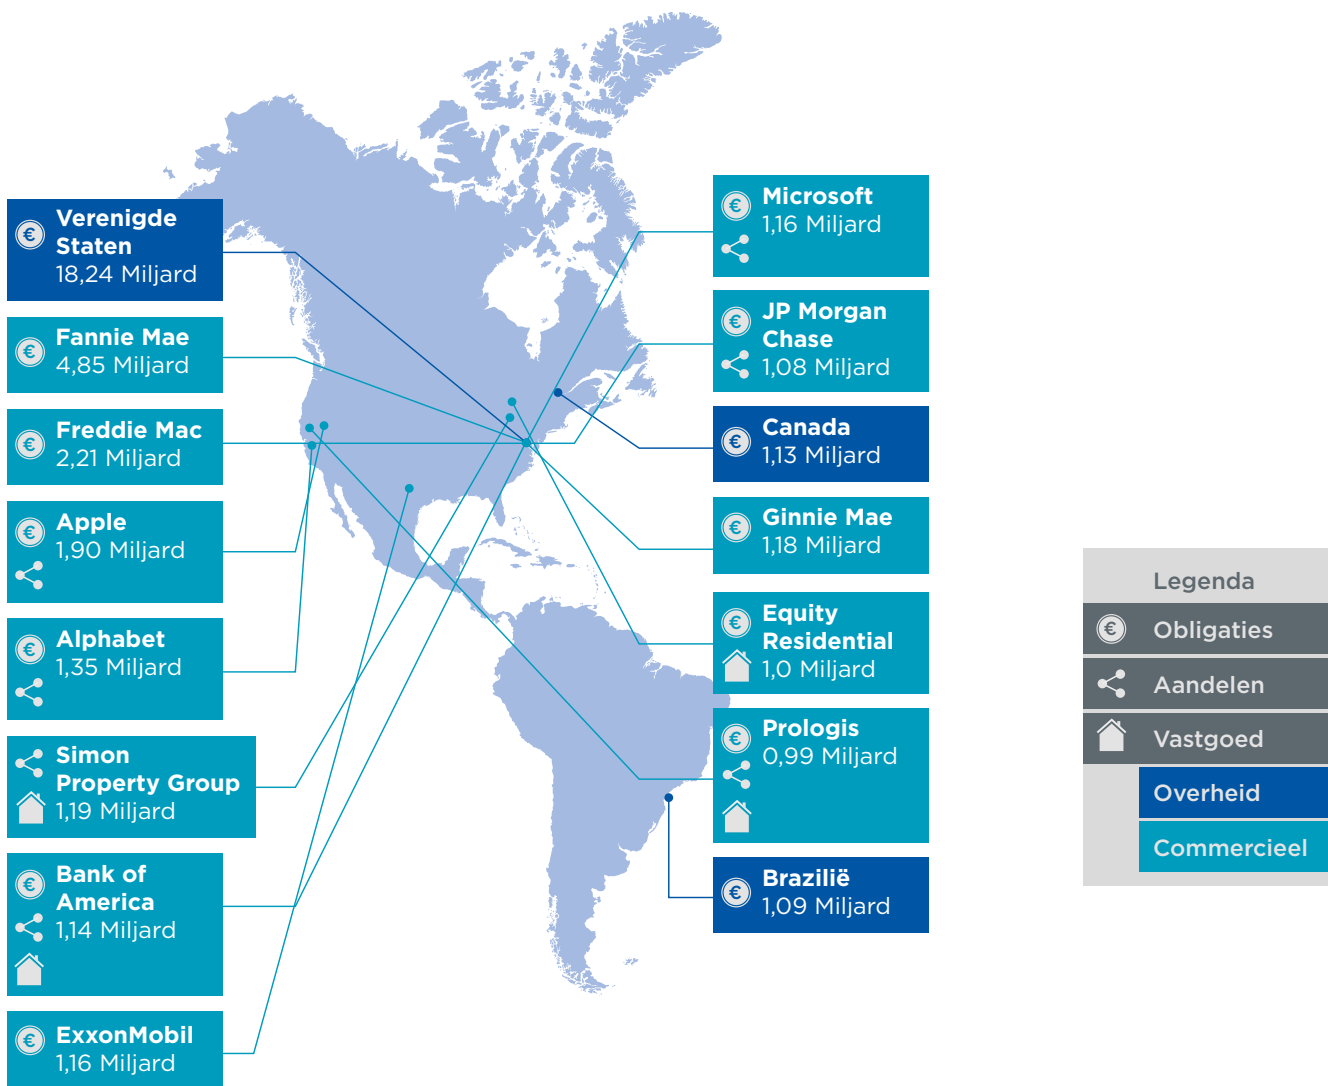 Verenigde
Staten
18,24 Miljard
Fannie Mae
4,85 Miljard
Freddie Mac
2,21 Miljard
Apple
1,90 Miljard
Alphabet
1,35 Miljard
Simon
Property Group
1,19 Miljard
Bank of
America
1,14 Miljard
ExxonMobil
1,16 Miljard
Microsoft
1,16 Miljard
JP Morgan
Chase
1,08 Miljard
Canada
1,13 Miljard
Ginnie Mae
1,18 Miljard
Equity
Residential
1,0 Miljard
Prologis
0,99 Miljard
Brazilië
1,09 Miljard
Legenda
€ Obligaties
Aandelen
Vastgoed
Overheid
Commercieel